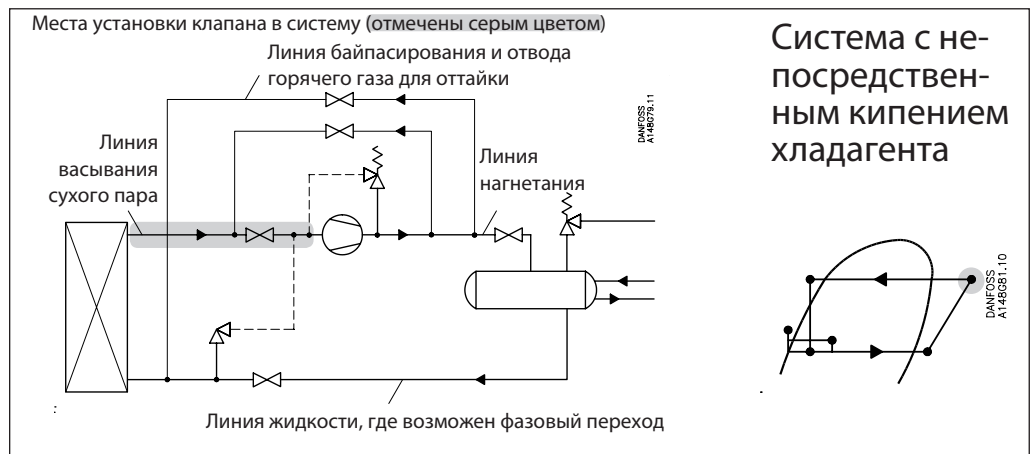 Места установки клапана в систему (отмечены серым цветом)
Линия байпасирования и отвода
горячего газа для оттайки
Линия
васывания
сухого пара
Линия
нагнетания
DANFOSS
A148G79.11
Линия жидкости, где возможен фазовый переход
:
Система с не-
посредствен-
ным кипением
хладагента
DANFOSS
A148G81.10